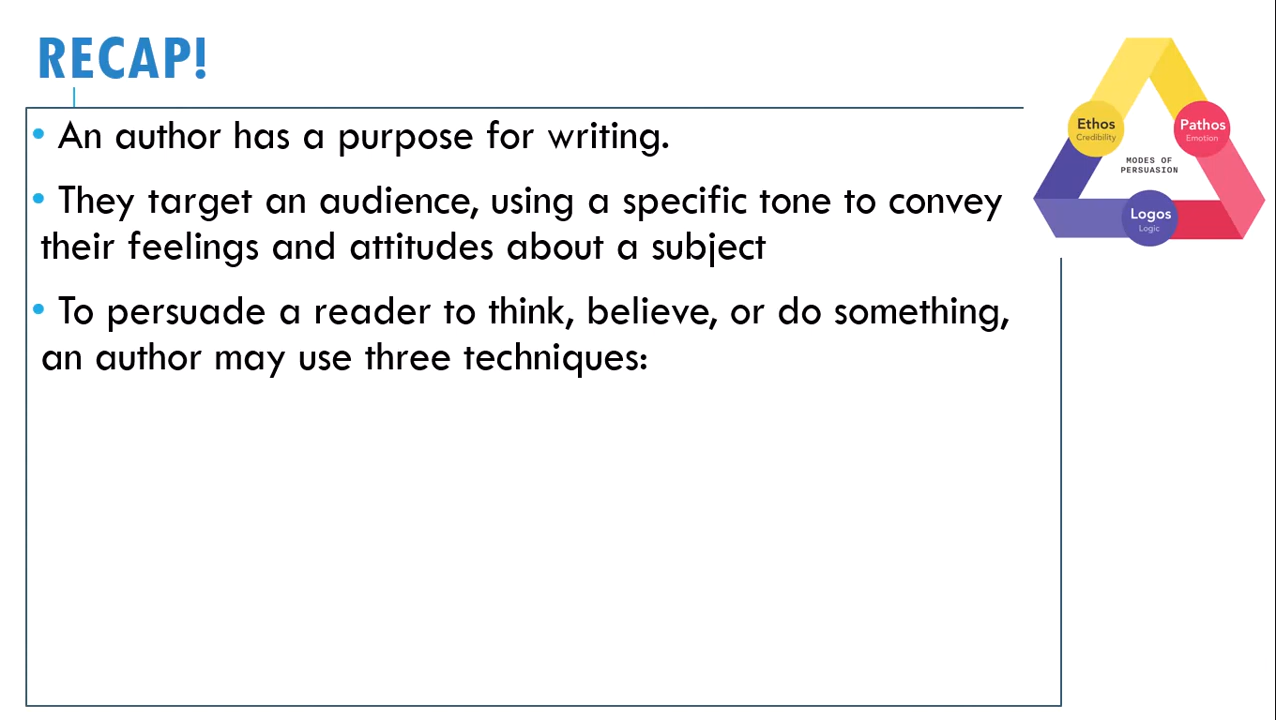 RECAP!
• An author has a purpose for writing.
• They target an audience, using a specific tone to convey
their feelings and attitudes about a subject
• To persuade a reader to think, believe, or do something,
an author may use three techniques:
Ethos
Credibility
Pathos
Emotion
MODES OF
PERSUASION
Logos
Logic